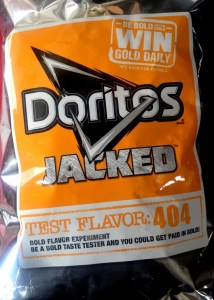 BE BOLD
WIN
GOLD DAILY
Doritos
JACKED
TEST FLAVOR: 404
BOLD FLAVOR EXPERIMENT
BE A BOLD TASTE TESTER AND YOU COULD GET PAID IN GOLD!